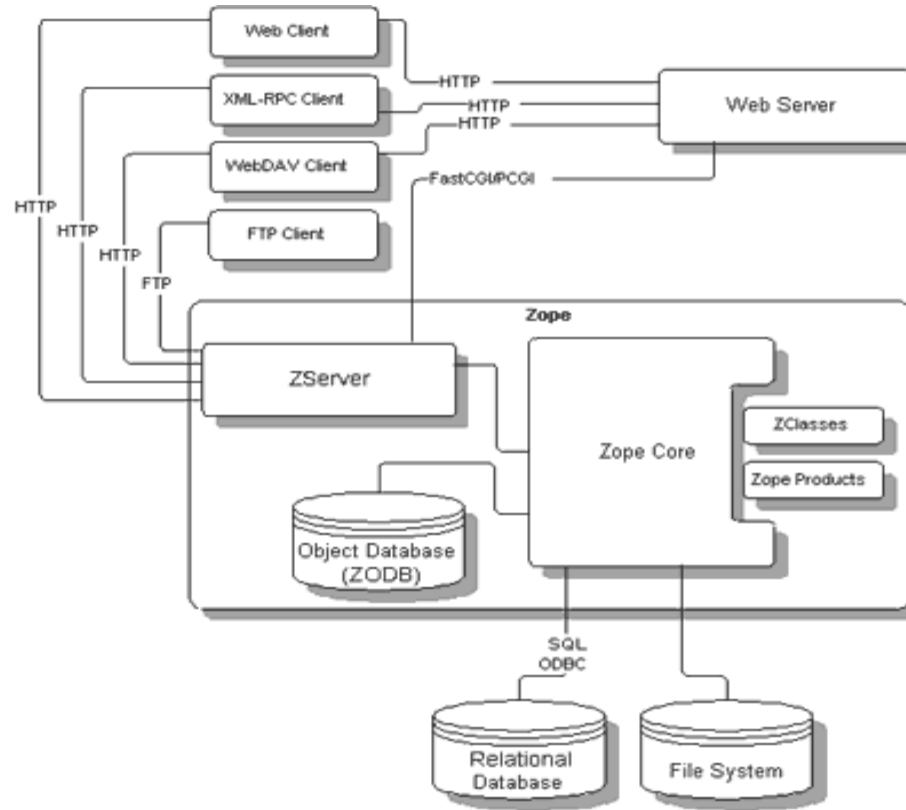 Web Client
HTTP
XML-RPC Client
HTTP
Web Server
HTTP
WebDAV Client
FastCGI/PCGI
HTTP
HTTP
FTP Client
HTTP
FTP
Zope
ZServer
ZClasses
Zope Core
Zope Products
Object Database
(ZODB)
SQL
ODBC
Relational
Database
File System